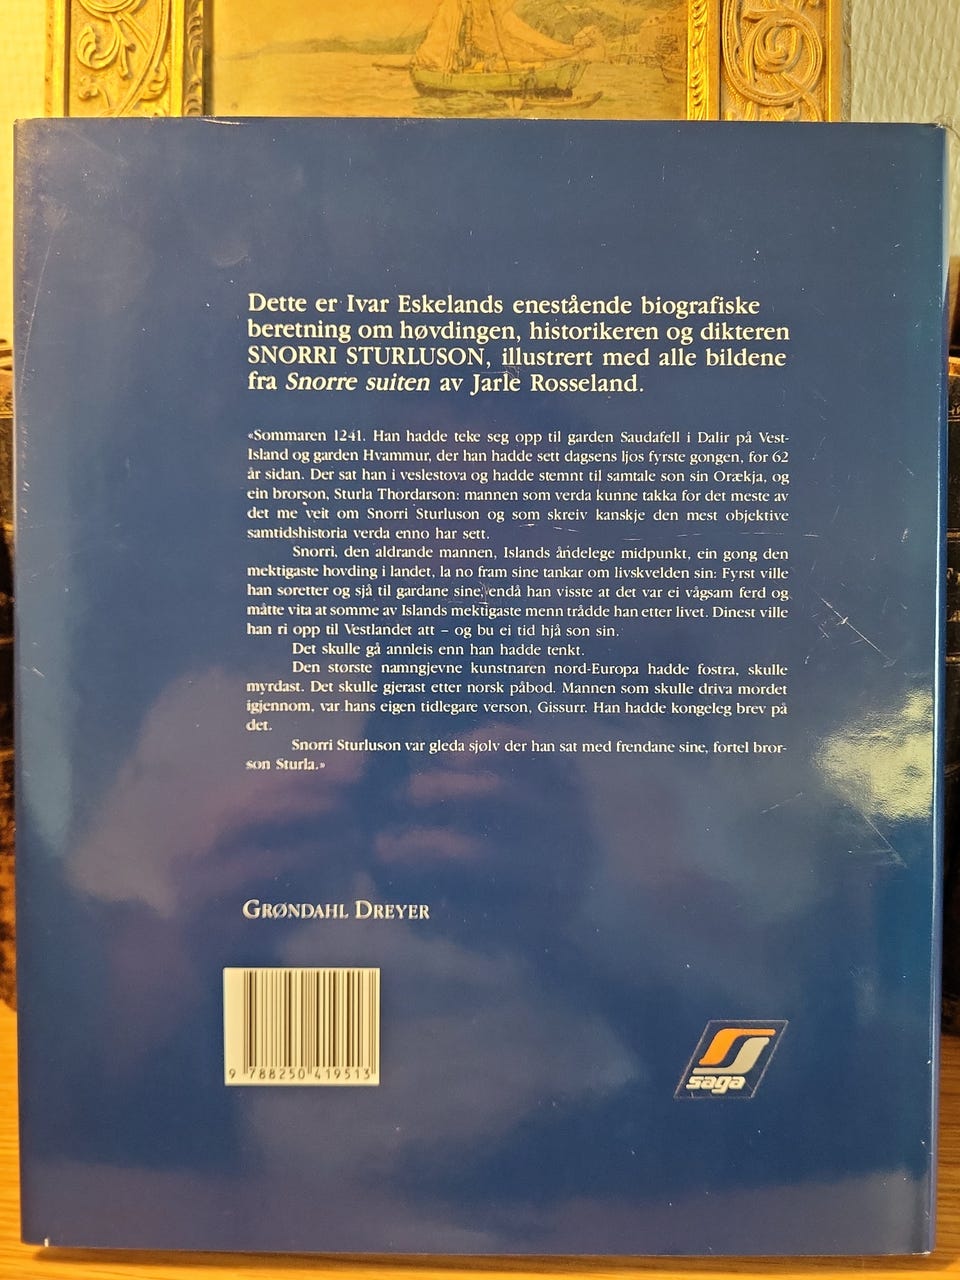 Dette er Ivar Eskelands enestående biografiske
beretning om høvdingen, historikeren og dikteren
SNORRI STURLUSON, illustrert med alle bildene
fra Snorre suiten av Jarle Rosseland.
«Sommaren 1241. Han hadde teke seg opp til garden Saudafell i Dalir på Vest-
Island og garden Hvammur, der han hadde sett dagsens ljos fyrste gongen, for 62
år sidan. Der sat han i veslestova og hadde stemnt til samtale son sin Orækja, og
ein brorson, Sturla Thordarson: mannen som verda kunne takka for det meste av
det me veit om Snorri Sturluson og som skreiv kanskje den mest objektive
samtidshistoria verda enno har sett.
Snorri, den aldrande mannen, Islands åndelege midpunkt, ein gong den
mektigaste hovding i landet, la no fram sine tankar om livskvelden sin: Fyrst ville
han søretter og sjå til gardane sine, endå han visste at det var ei vågsam ferd og
måtte vita at somme av Islands mektigaste menn trådde han etter livet. Dinest ville
han ri opp til Vestlandet att – og bu ei tid hjå son sin.
Det skulle gå annleis enn han hadde tenkt.
Den største namngjevne kunstnaren nord-Europa hadde fostra, skulle
myrdast. Det skulle gjerast etter norsk påbod. Mannen som skulle driva mordet
igjennom, var hans eigen tidlegare verson, Gissurr. Han hadde kongeleg brev på
det.
Snorri Sturluson var gleda sjølv der han sat med frendane sine, fortel bror-
son Sturla.»
GRØNDAHL DREYER
9 788250 419513
saga